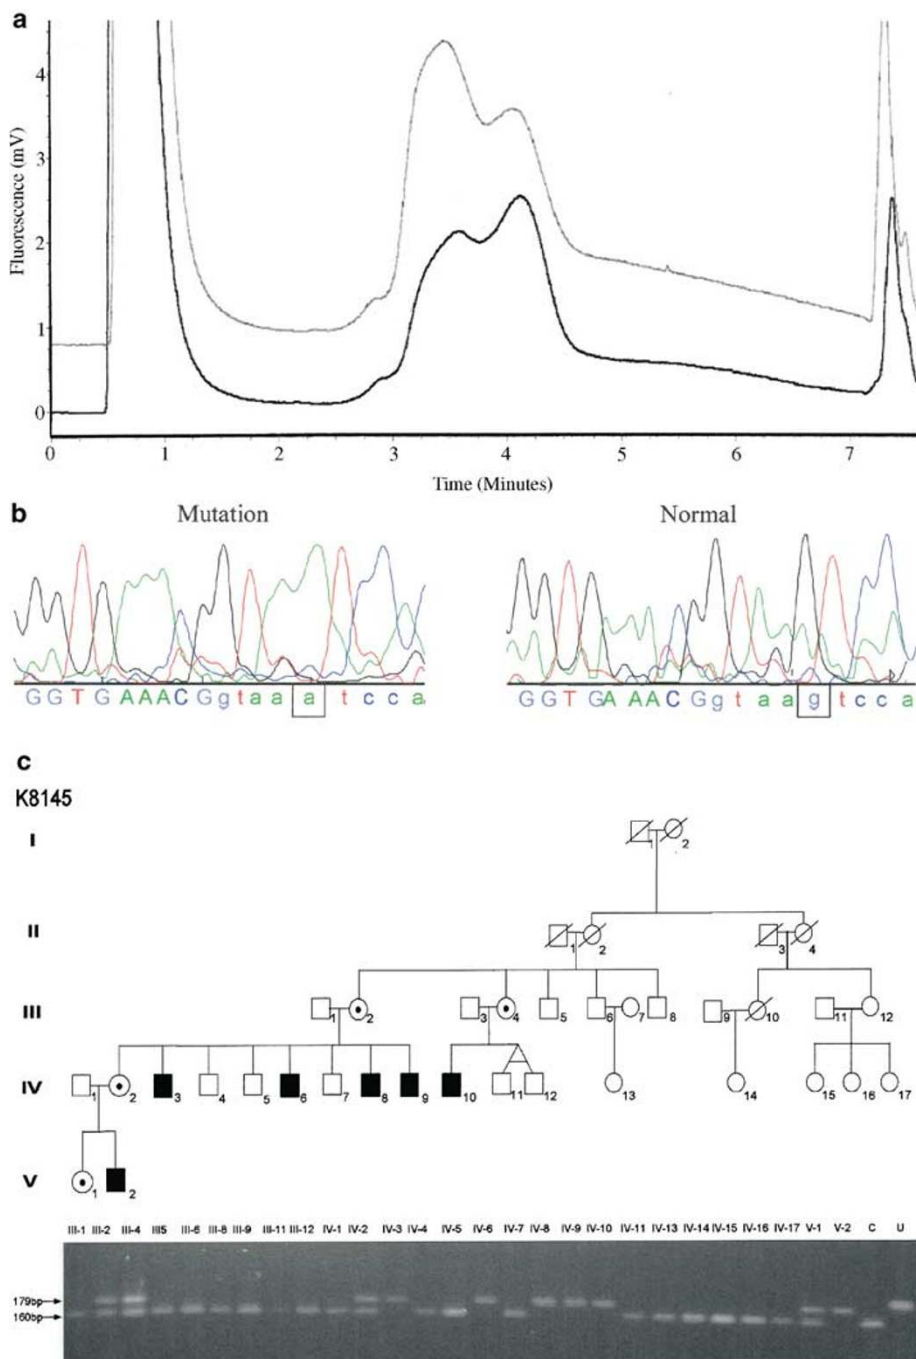 a
4
3
2
1
0
Fluorescence (mV)
0 1 2 3 4 5 6 7
Time (Minutes)
b
Mutation Normal
GGTGAAACGgtaaatcca GGTGAAACGgtaagtcca
c
K8145
I
1 2
II
1 2 3 4
III
1 2 3 4 5 6 7 8 9 10 11 12
IV
1 2 3 4 5 6 7 8 9 10 11 12 13 14 15 16 17
V
1 2
III-1 III-2 III-4 III5 III-6 III-8 III-9 III-11 III-12 IV-1 IV-2 IV-3 IV-4 IV-5 IV-6 IV-7 IV-8 IV-9 IV-10 IV-11 IV-13 IV-14 IV-15 IV-16 IV-17 V-1 V-2 C U
179bp
160bp